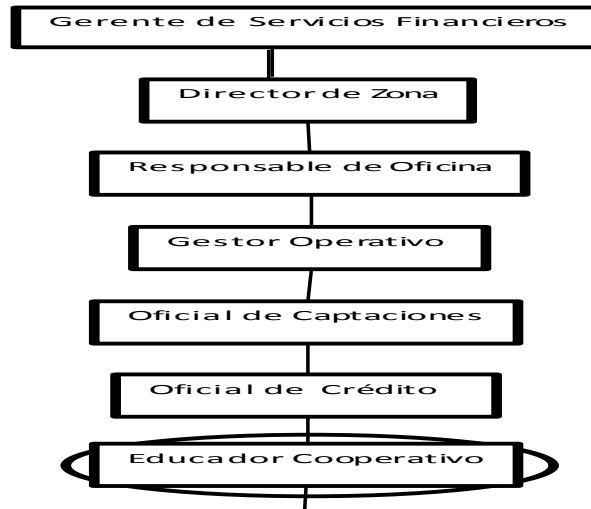 Gerente de Servicios Financieros
Director de Zona
Responsable de Oficina
Gestor Operativo
Oficial de Captaciones
Oficial de Crédito
Educador Cooperativo